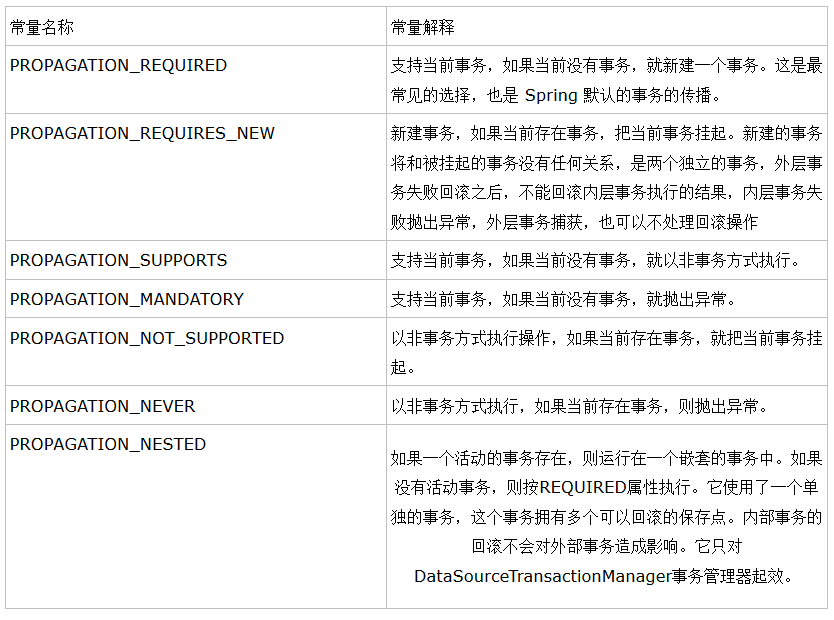 常量名称
常量解释
PROPAGATION_REQUIRED
支持当前事务，如果当前没有事务，就新建一个事务。这是最
常见的选择，也是 Spring 默认的事务的传播。
PROPAGATION_REQUIRES_NEW
新建事务，如果当前存在事务，把当前事务挂起。新建的事务
将和被挂起的事务没有任何关系，是两个独立的事务，外层事
务失败回滚之后，不能回滚内层事务执行的结果，内层事务失
败抛出异常，外层事务捕获，也可以不处理回滚操作
PROPAGATION_SUPPORTS
支持当前事务，如果当前没有事务，就以非事务方式执行。
PROPAGATION_MANDATORY
支持当前事务，如果当前没有事务，就抛出异常。
PROPAGATION_NOT_SUPPORTED
以非事务方式执行操作，如果当前存在事务，就把当前事务挂
起。
PROPAGATION_NEVER
以非事务方式执行，如果当前存在事务，则抛出异常。
PROPAGATION_NESTED
如果一个活动的事务存在，则运行在一个嵌套的事务中。如果
没有活动事务，则按REQUIRED属性执行。它使用了一个单
独的事务，这个事务拥有多个可以回滚的保存点。内部事务的
回滚不会对外部事务造成影响。它只对
DataSourceTransactionManager事务管理器起效。